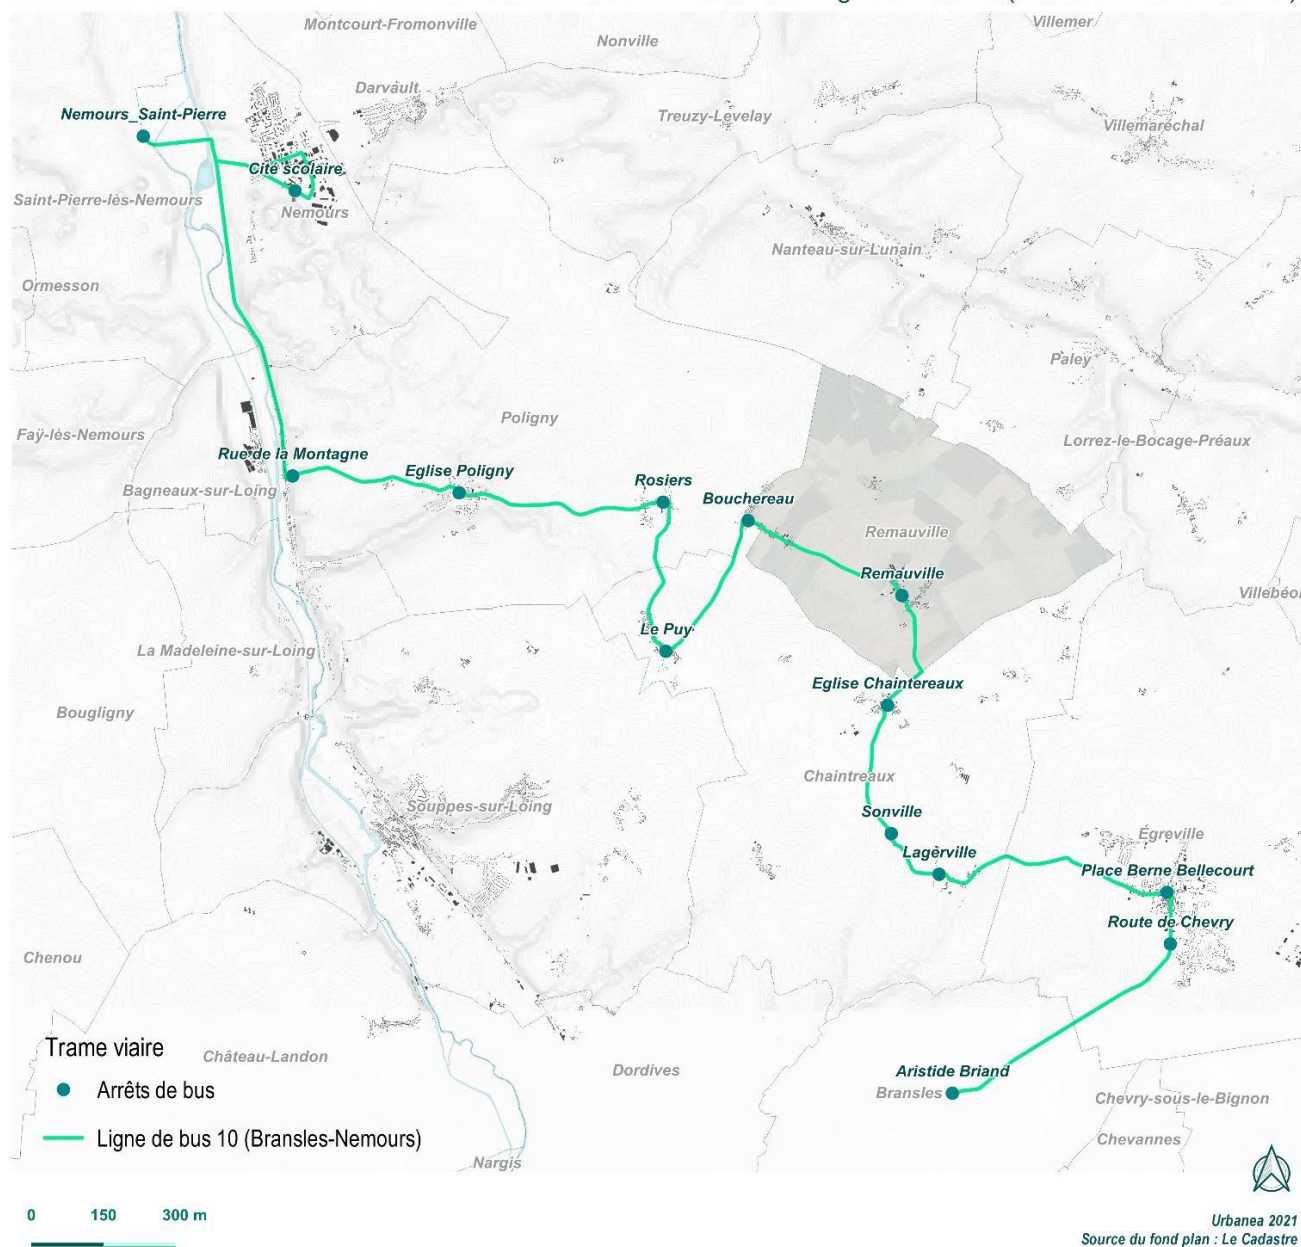 Montcourt-Fromonville
Villemer
Nonville
Darvault
Nemours_Saint-Pierre
Treuzy-Levelay
Villemaréchal
Cité scolaire
Saint-Pierre-lès-Nemours
Nemours
Nanteau-sur-Lunain
Ormesson
Paley
Poligny
Faÿ-lès-Nemours
Lorrez-le-Bocage-Préaux
Rue de la Montagne
Eglise Poligny
Rosiers
Bagneaux-sur-Loing
Bouchereau
Remauville
Remauville
Le Puy
La Madeleine-sur-Loing
Eglise Chaintereaux
Bougligny
Chaintreaux
Souppes-sur-Loing
Sonville
Égreville
Lagerville
Place Berne Bellecourt
Route de Chevry
Chenou
Trame viaire
Château-Landon
Dordives
Aristide Briand
Arrêts de bus
Bransles
Chevry-sous-le-Bignon
Ligne de bus 10 (Bransles-Nemours)
Chevannes
Nargis
0 150 300 m
Urbanea 2021
Source du fond plan : Le Cadastre